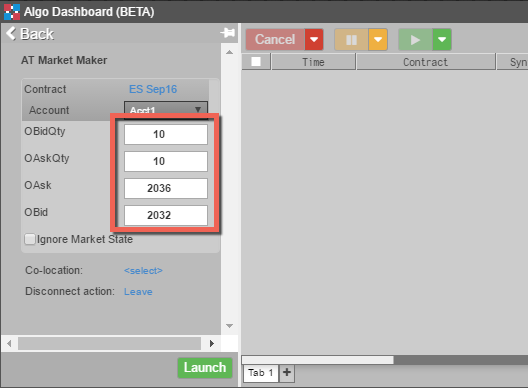 Algo Dashboard (BETA)
Back
Cancel
AT Market Maker
Time Contract Syn
Contract ES Sep16
Account Acct1
OBidQty 10
OAskQty 10
OAsk 2036
OBid 2032
Ignore Market State
Co-location: <select>
Disconnect action: Leave
Launch
Tab 1 +